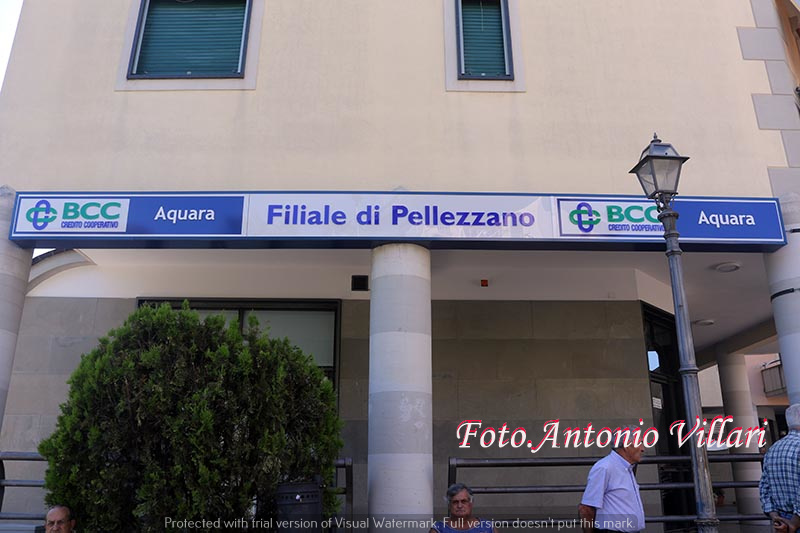 BCC
CREDITO COOPERATIVO
Aquara
Filiale di Pellezzano
BCC
CREDITO COOPERATIVO
Aquara
Foto.Antonio Villari
Protected with trial version of Visual Watermark. Full version doesn't put this mark.